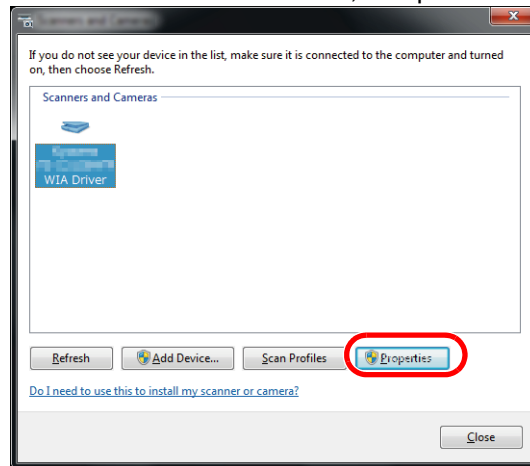 Scanners and Cameras
If you do not see your device in the list, make sure it is connected to the computer and turned
on, then choose Refresh.
Scanners and Cameras
WIA Driver
Refresh
Add Device...
Scan Profiles
Properties
Do I need to use this to install my scanner or camera?
Close